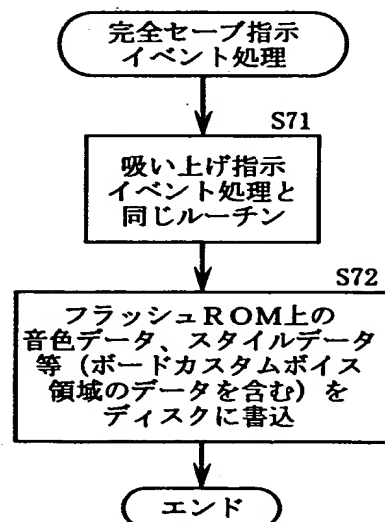 完全セーブ指示
イベント処理
S71
吸い上げ指示
イベント処理と
同じルーチン
S72
フラッシュROM上の
音色データ、スタイルデータ
等（ボードカスタムボイス
領域のデータを含む）を
ディスクに書込
エンド